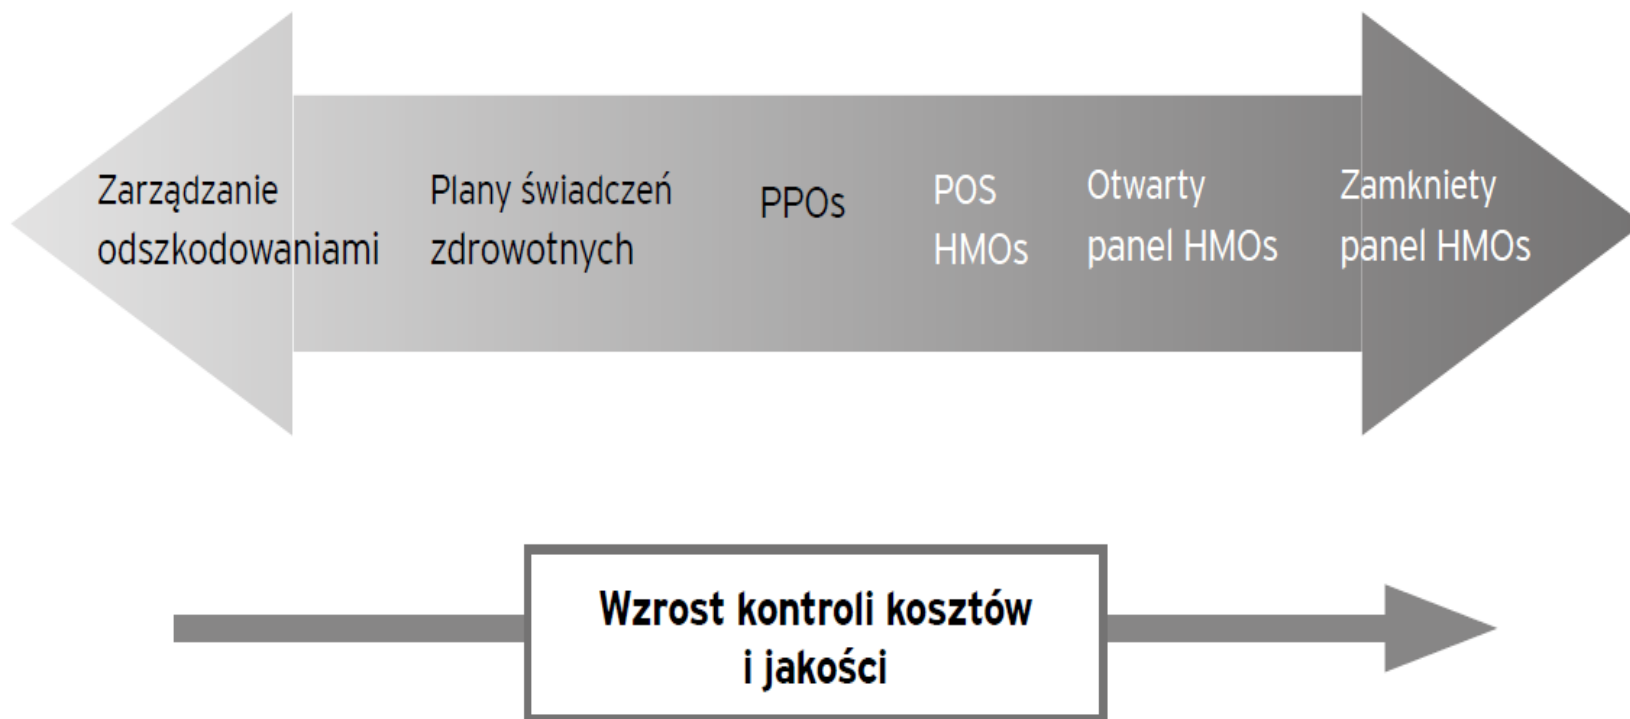 Zarządzanie
odszkodowaniami
Plany świadczeń
zdrowotnych
PPOs
POS
HMOs
Otwarty
panel HMOs
Zamkniety
panel HMOs
Wzrost kontroli kosztów
i jakości